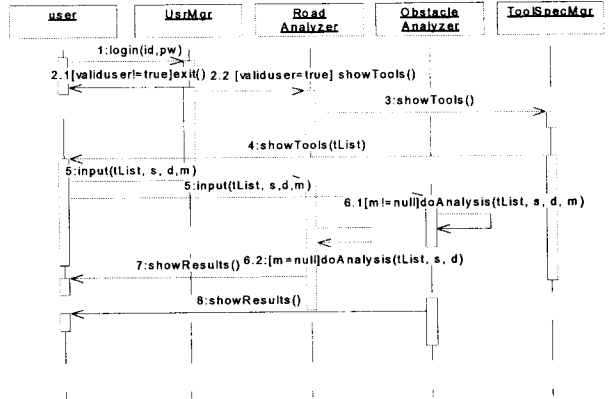 user
UsrMgr
Road
Analyzer
Obstacle
Analyzer
ToolSpecMgr
1:login(id,pw)
2.1[validuser!=true]exit()
2.2 [validuser=true] showTools()
3:showTools()
4:showTools(tList)
5:input(tList, s, d,m)
5:input(tList, s,d,m)
6.1[m!=null]doAnalysis(tList, s, d, m)
6.2:[m=null]doAnalysis(tList, s, d)
7:showResults()
8:showResults()